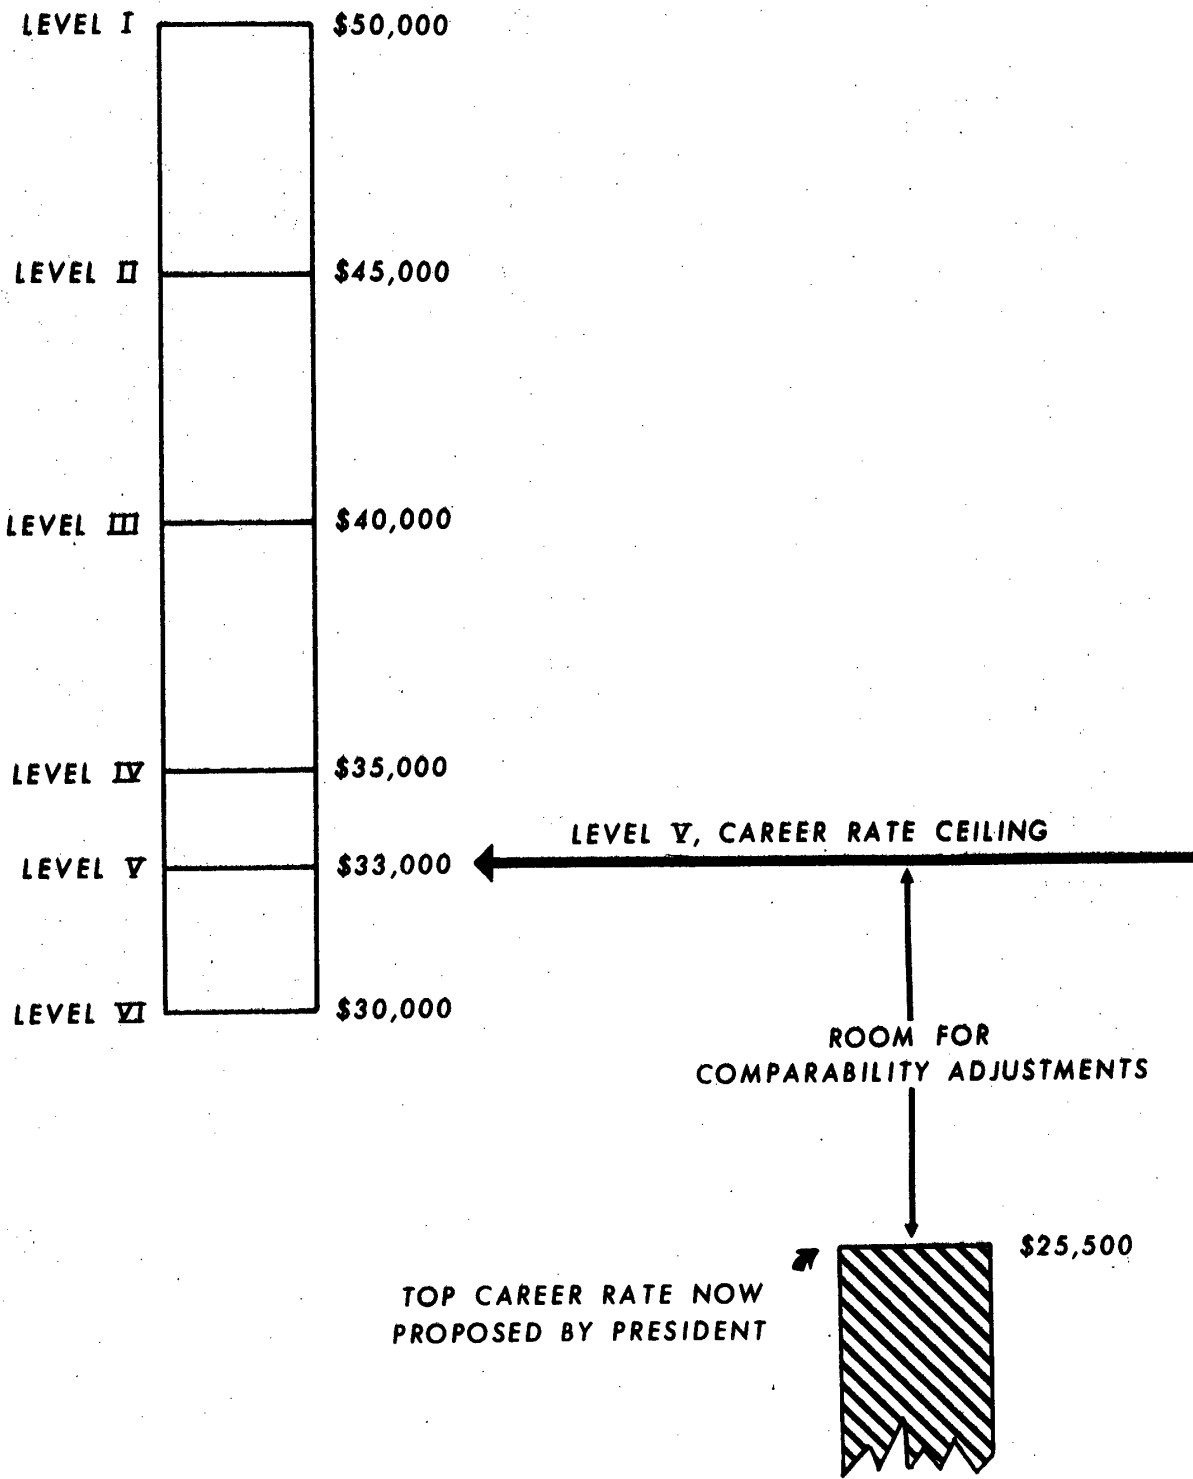 LEVEL I $50,000
LEVEL II $45,000
LEVEL III $40,000
LEVEL IV $35,000
LEVEL V, CAREER RATE CEILING
LEVEL V $33,000
LEVEL VI $30,000
ROOM FOR
COMPARABILITY ADJUSTMENTS
$25,500
TOP CAREER RATE NOW
PROPOSED BY PRESIDENT